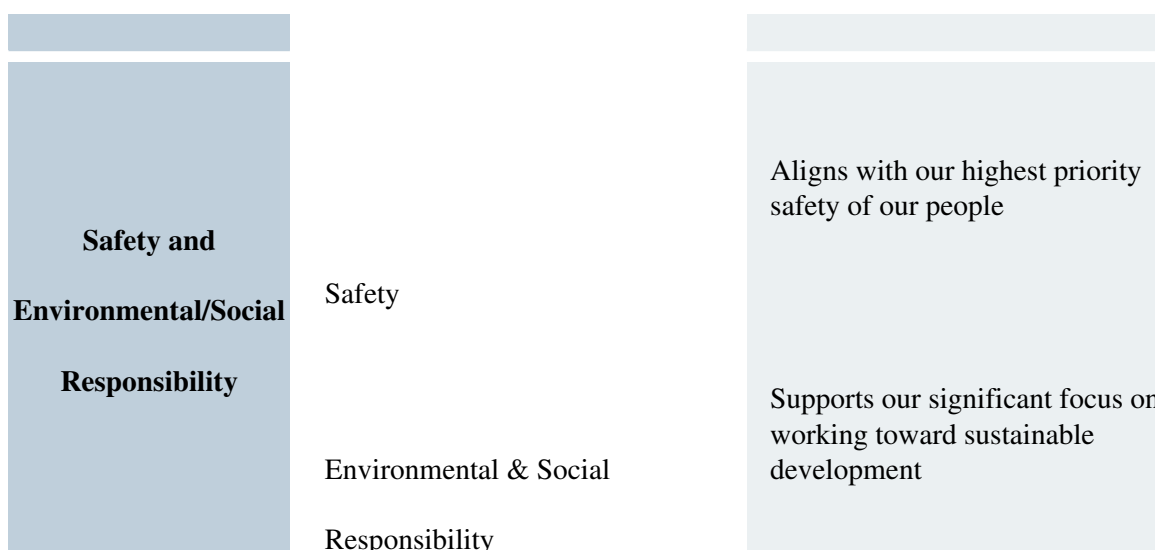 Safety and
Environmental/Social
Responsibility
Safety
Environmental & Social
Responsibility
Aligns with our highest priority
safety of our people
Supports our significant focus on
working toward sustainable
development